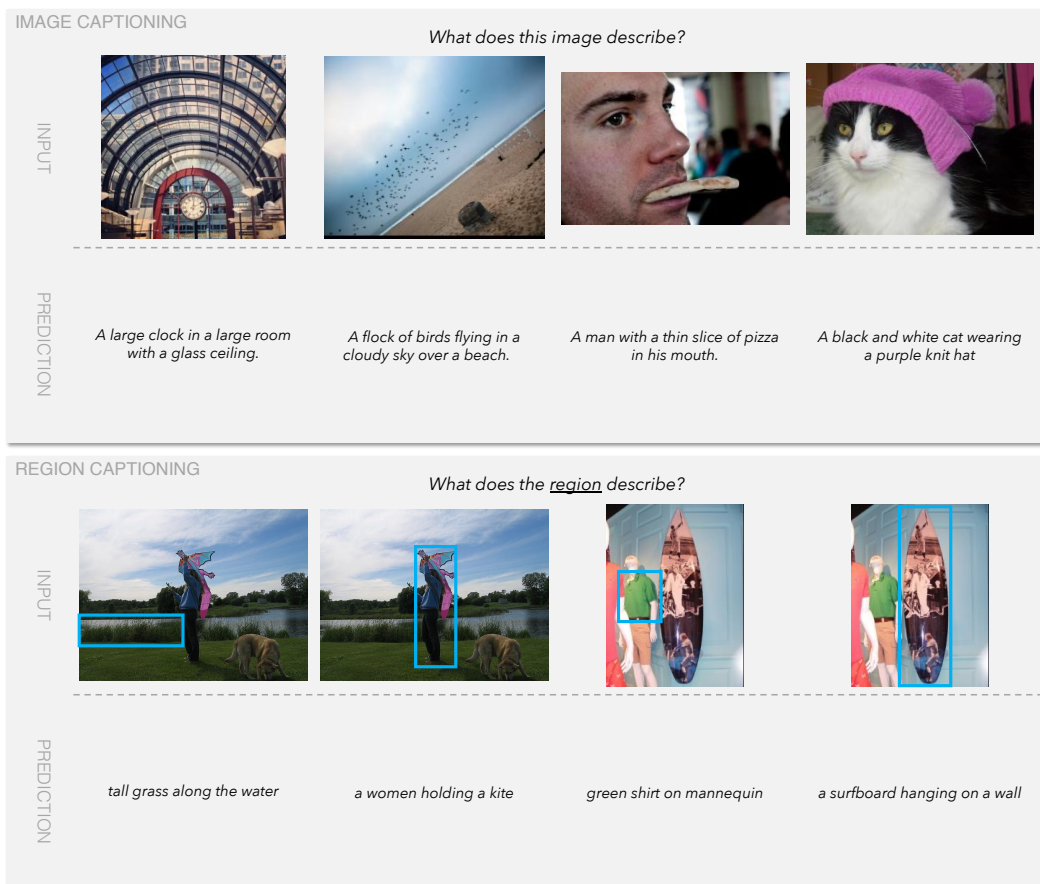 IMAGE CAPTIONING
What does this image describe?
INPUT
PREDICTION
A large clock in a large room
with a glass ceiling.
A flock of birds flying in a
cloudy sky over a beach.
A man with a thin slice of pizza
in his mouth.
A black and white cat wearing
a purple knit hat
REGION CAPTIONING
What does the region describe?
INPUT
PREDICTION
tall grass along the water
a women holding a kite
green shirt on mannequin
a surfboard hanging on a wall